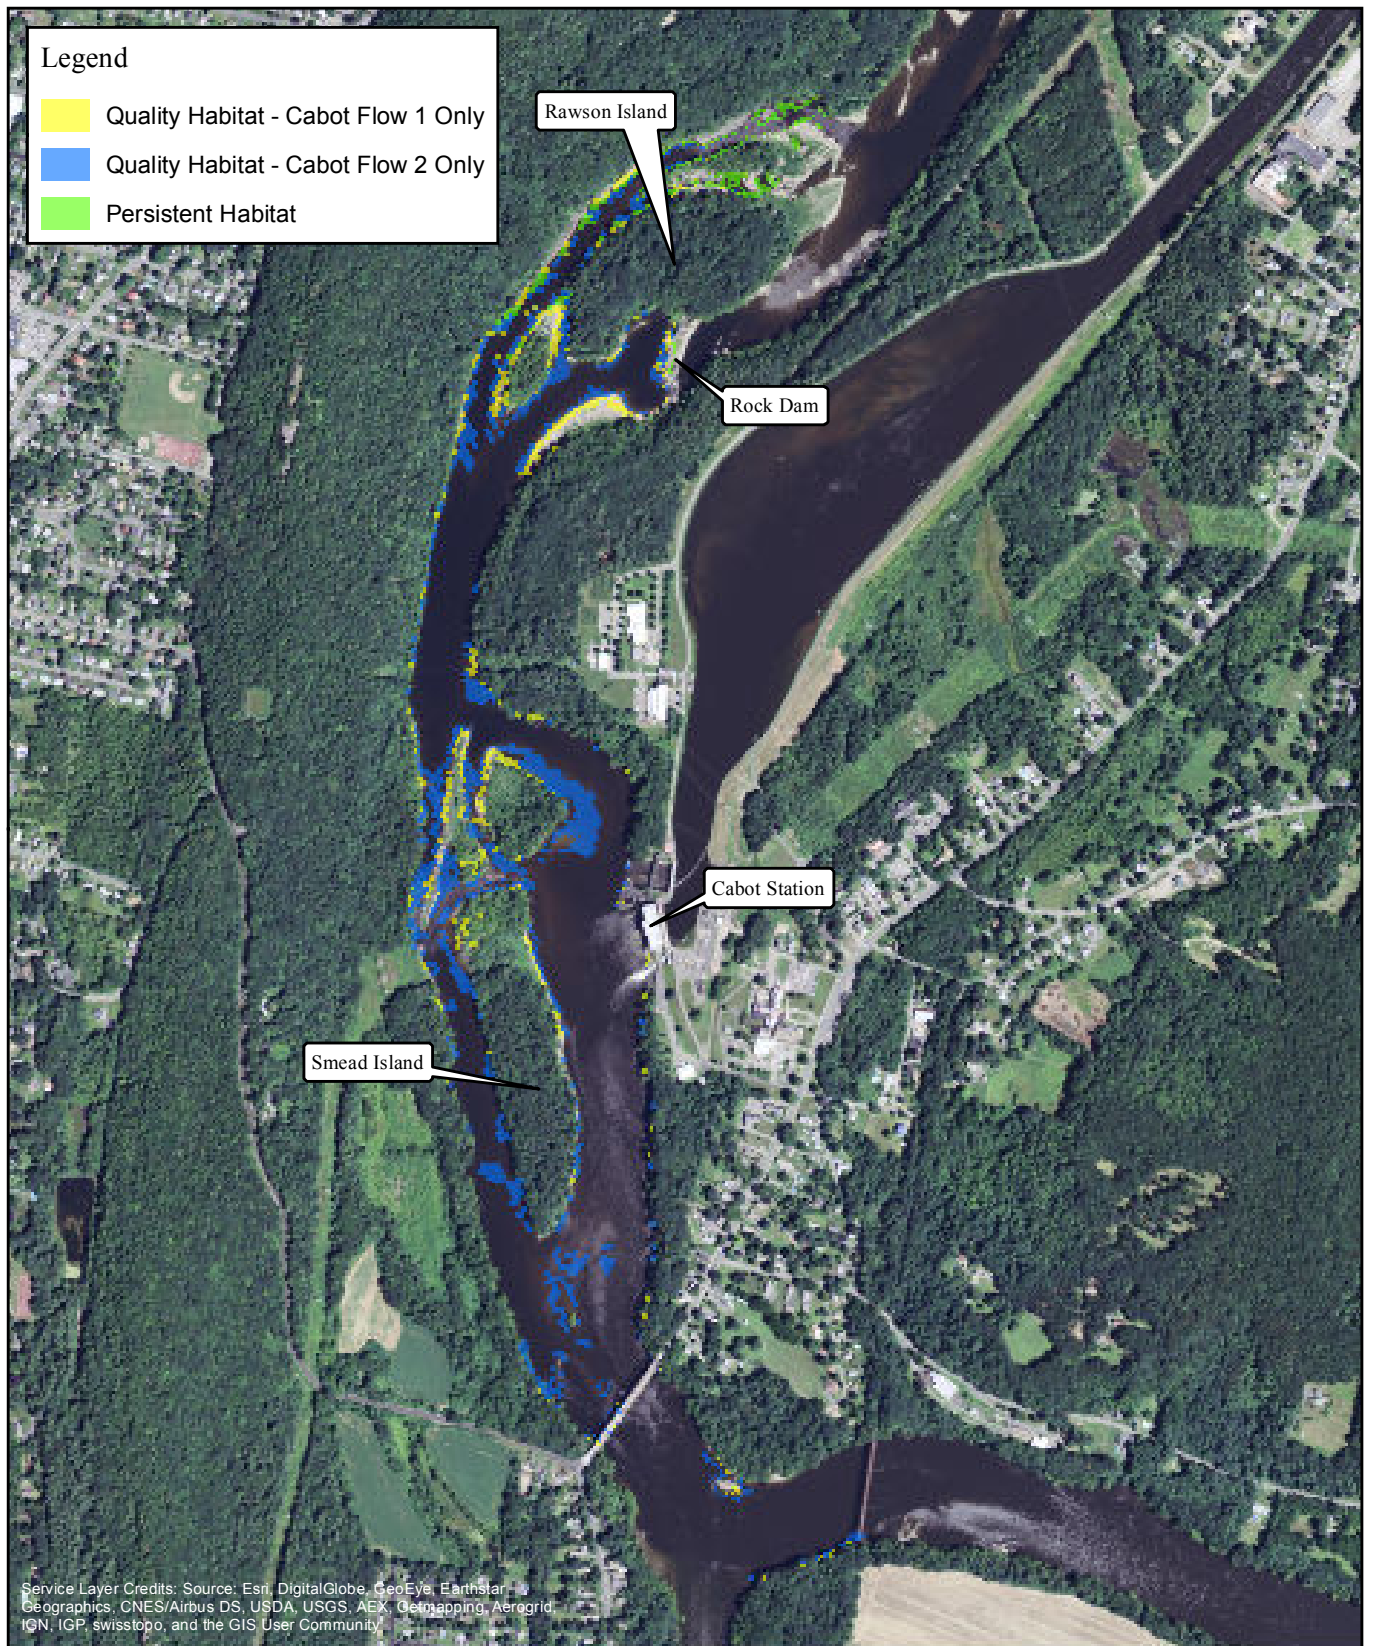 Legend
Quality Habitat - Cabot Flow 1 Only
Quality Habitat - Cabot Flow 2 Only
Persistent Habitat
Rawson Island
Rock Dam
Cabot Station
Smead Island
Service Layer Credits: Source: Esri, DigitalGlobe, GeoEye, Earthstar
Geographics, CNES/Airbus DS, USDA, USGS, AEX, Getmapping, Aerogrid,
IGN, IGP, swisstopo, and the GIS User Community